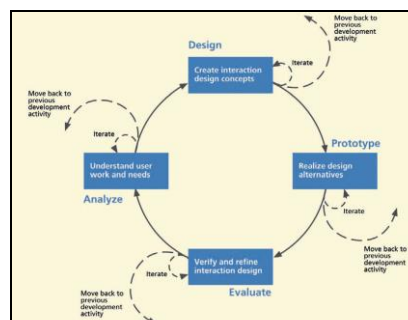 Design
Move back to
previous
development
activity
Create interaction
design concepts
Iterate
Move back to
previous
development
activity
Iterate
Prototype
Understand user
work and needs
Realize design
alternatives
Analyze
Iterate
Verify and refine
interaction design
Iterate
Move back to
previous
development
activity
Evaluate
Move back to
previous
development
activity